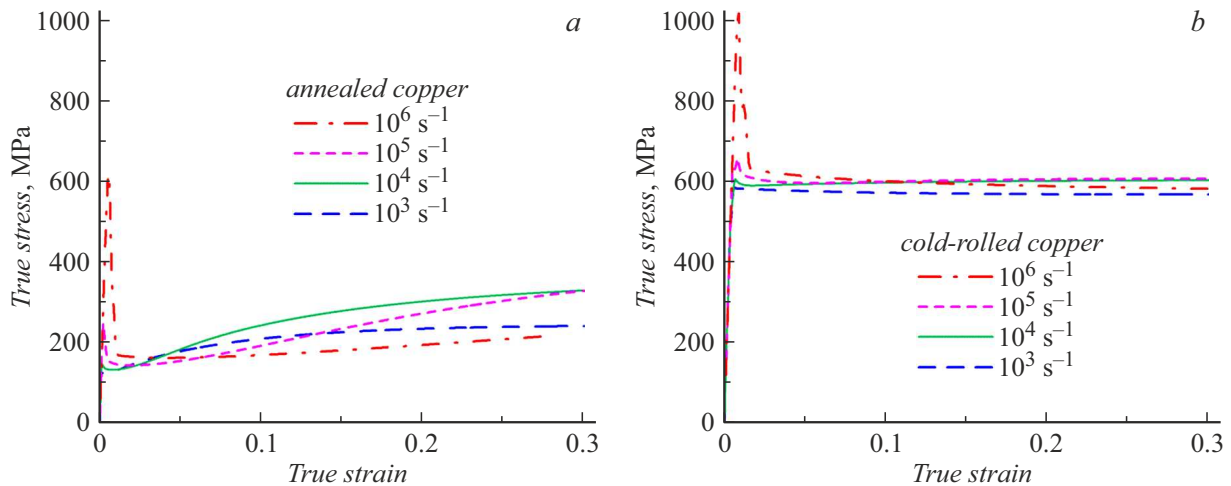 a
1000
800
600
400
200
0
True stress, MPa
annealed copper
10⁶ s⁻¹
10⁵ s⁻¹
10⁴ s⁻¹
10³ s⁻¹
0 0.1 0.2 0.3
True strain
b
1000
800
600
400
200
0
True stress, MPa
cold-rolled copper
10⁶ s⁻¹
10⁵ s⁻¹
10⁴ s⁻¹
10³ s⁻¹
0 0.1 0.2 0.3
True strain